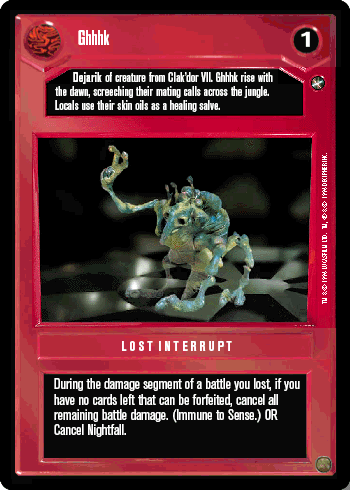 Ghhhk
1
Dejarik of creature from Clak'dor VII. Ghhhk rise with
the dawn, screeching their mating calls across the jungle.
Locals use their skin oils as a healing salve.
LOST INTERRUPT
During the damage segment of a battle you lost, if you
have no cards left that can be forfeited, cancel all
remaining battle damage. (Immune to Sense.) OR
Cancel Nightfall.